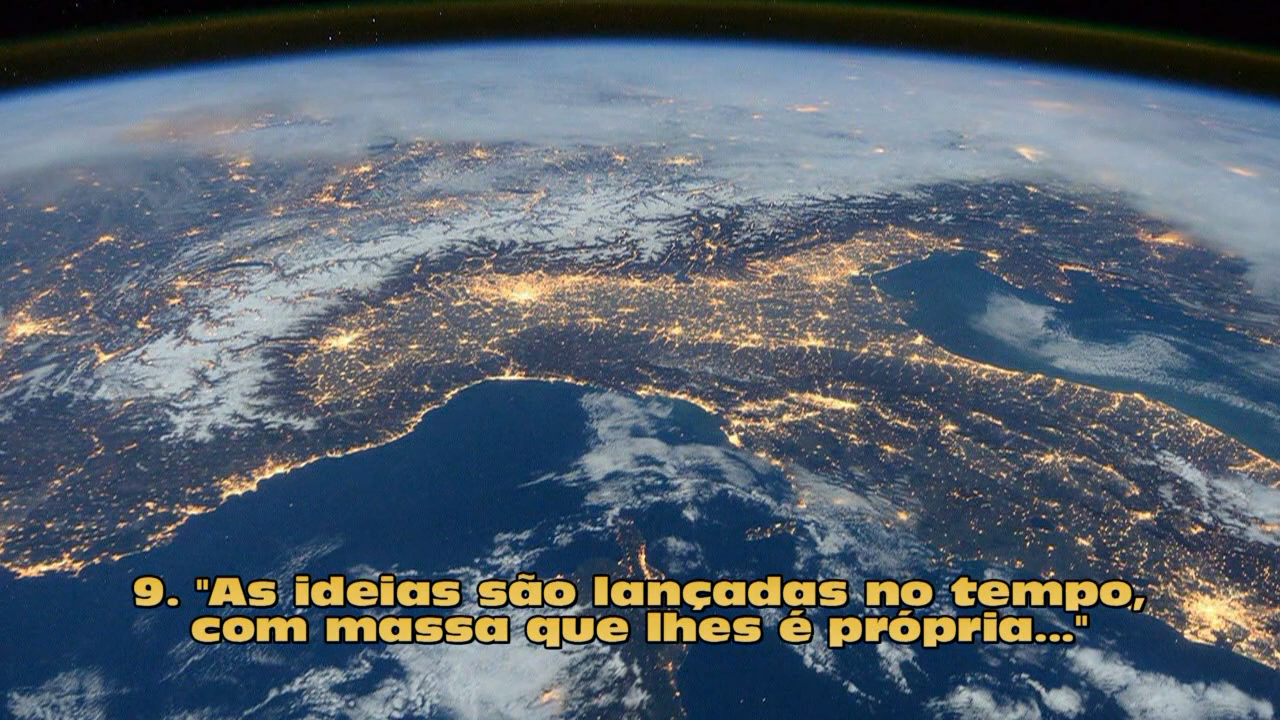 9. "As ideias são lançadas no tempo,
com massa que lhes é própria..."